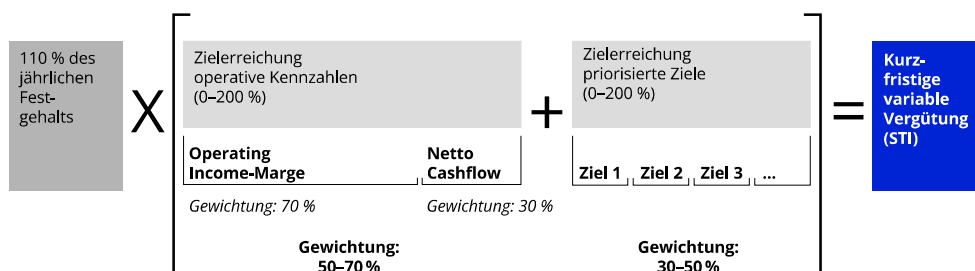 110 % des
jährlichen
Fest-
gehalts
X
Zielerreichung
operative Kennzahlen
(0–200 %)
Operating
Income-Marge
Netto
Cashflow
Gewichtung: 70 %
Gewichtung: 30 %
Gewichtung:
50–70 %
+
Zielerreichung
priorisierte Ziele
(0–200 %)
Ziel 1
Ziel 2
Ziel 3
...
Gewichtung:
30–50 %
=
Kurz-
fristige
variable
Vergütung
(STI)